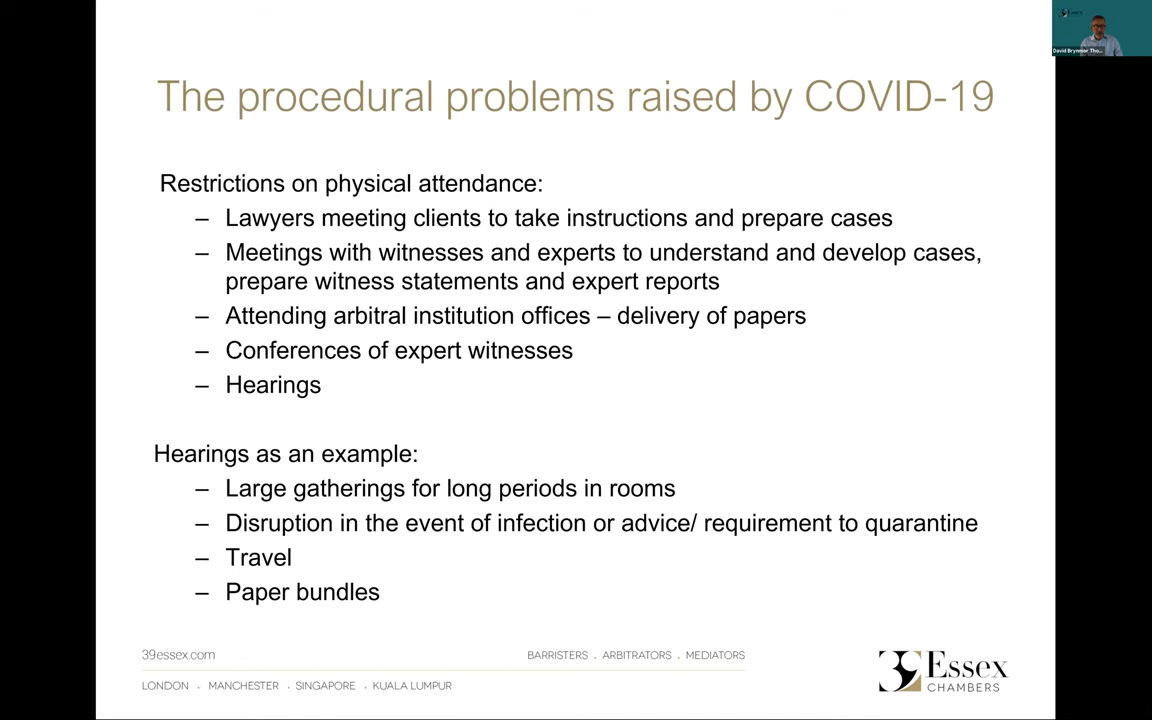 Essex
David Brynmor Tho...
The procedural problems raised by COVID-19
Restrictions on physical attendance:
– Lawyers meeting clients to take instructions and prepare cases
– Meetings with witnesses and experts to understand and develop cases,
prepare witness statements and expert reports
– Attending arbitral institution offices – delivery of papers
– Conferences of expert witnesses
– Hearings
Hearings as an example:
– Large gatherings for long periods in rooms
– Disruption in the event of infection or advice/ requirement to quarantine
– Travel
– Paper bundles
39essex.com
BARRISTERS . ARBITRATORS . MEDIATORS
LONDON . MANCHESTER . SINGAPORE . KUALA LUMPUR
39 Essex
CHAMBERS